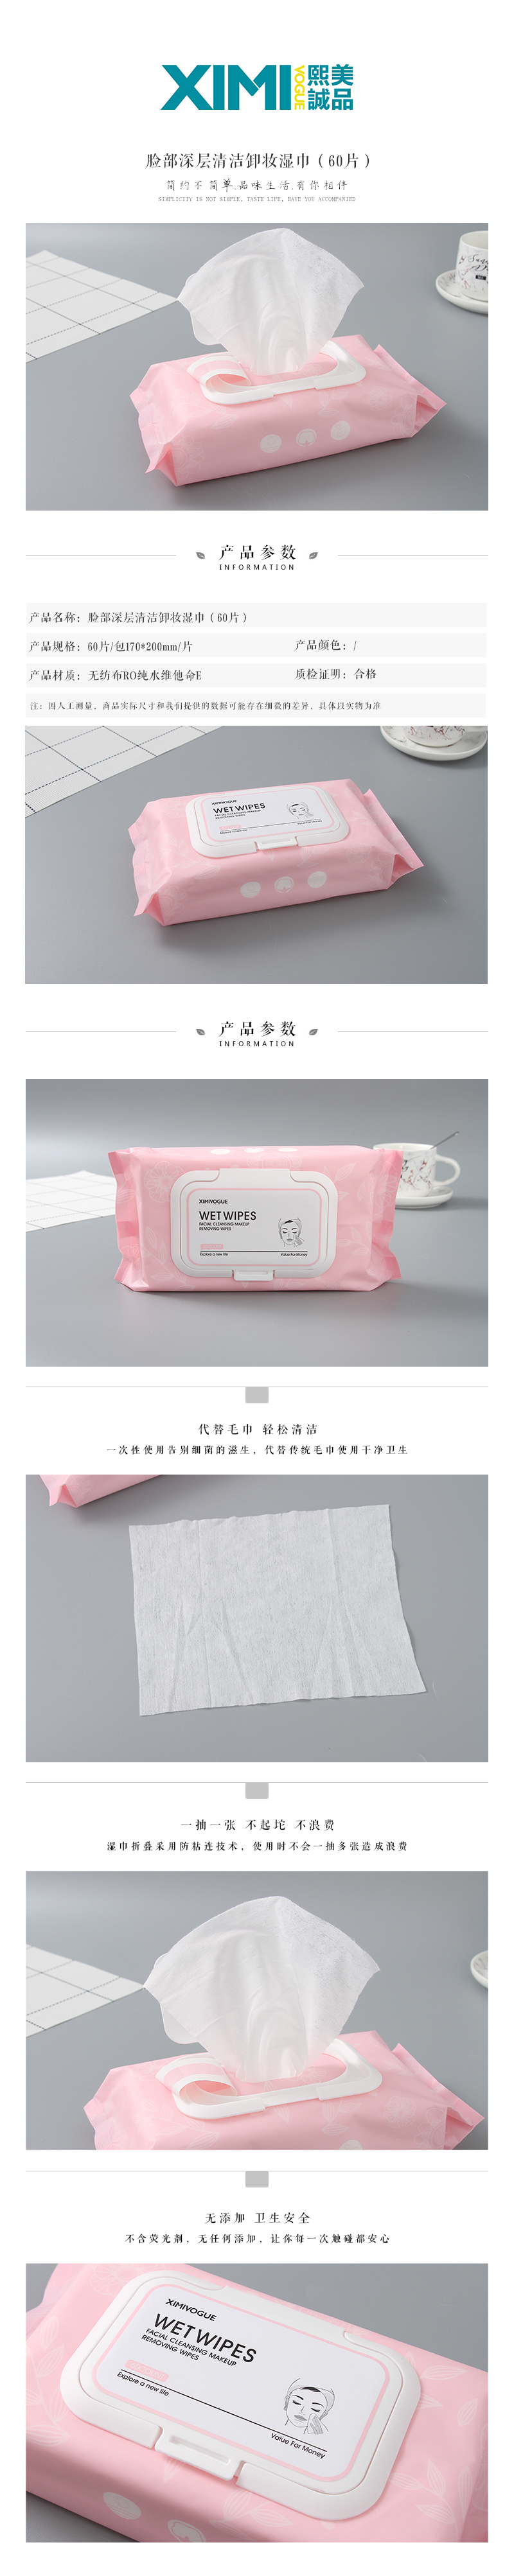 XIMI
VOGUE
熙美
誠品
脸部深层清洁卸妆湿巾（60片）
简约不简单,品味生活,有你相伴
SIMPLICITY IS NOT SIMPLE, TASTE LIFE, HAVE YOU ACCOMPANIED
产品参数
INFORMATION
产品名称：脸部深层清洁卸妆湿巾（60片）
产品规格：60片/包170*200mm/片
产品颜色：/
产品材质：无纺布RO纯水维他命E
质检证明：合格
注：因人工测量，商品实际尺寸和我们提供的数据可能存在细微的差异，具体以实物为准
XIMIVOGUE
WET WIPES
FACIAL CLEANSING MAKEUP
REMOVING WIPES
产品参数
INFORMATION
XIMIVOGUE
WET WIPES
FACIAL CLEANSING MAKEUP
REMOVING WIPES
Explore a new life
Value For Money
代替毛巾 轻松清洁
一次性使用告别细菌的滋生，代替传统毛巾使用干净卫生
一抽一张 不起坨 不浪费
湿巾折叠采用防粘连技术，使用时不会一抽多张造成浪费
无添加 卫生安全
不含荧光剂，无任何添加，让你每一次触碰都安心
XIMIVOGUE
WET WIPES
FACIAL CLEANSING MAKEUP
REMOVING WIPES
Explore a new life
Value For Money